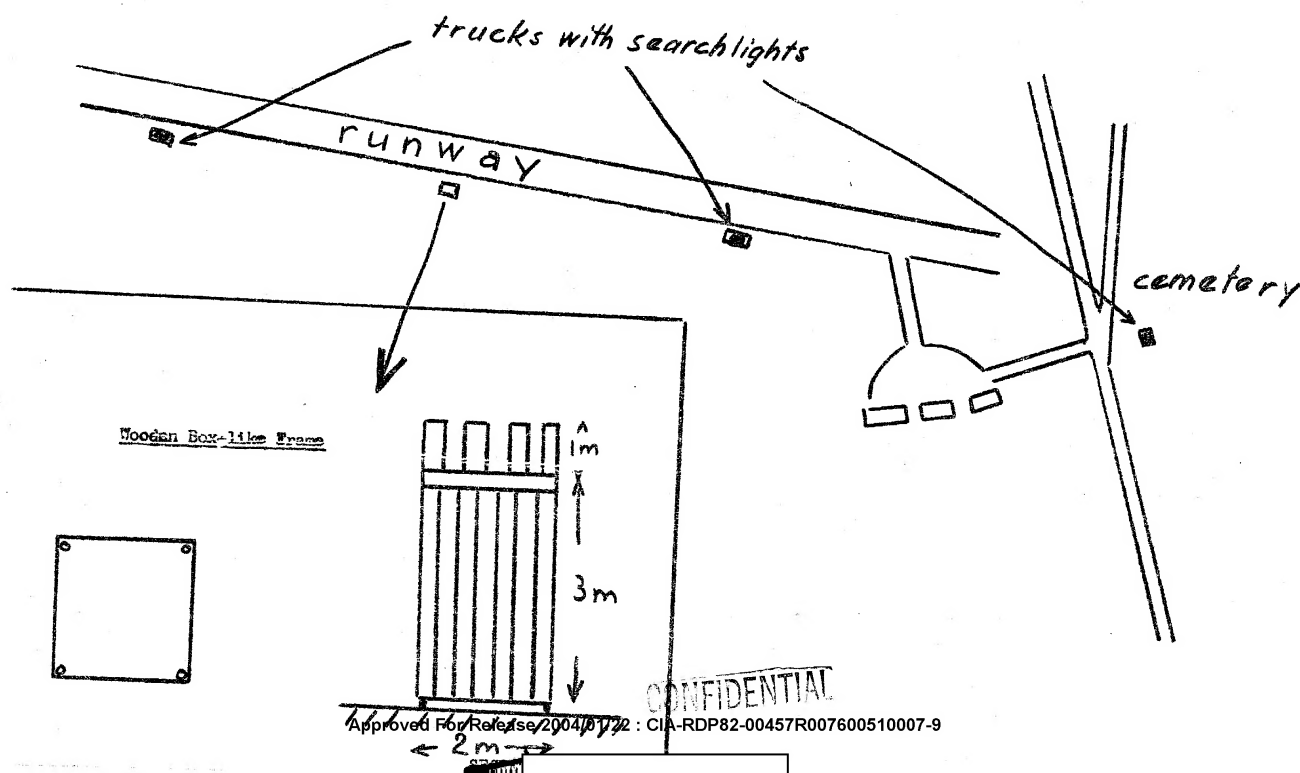 trucks with searchlights
runway
cemetery
Wooden Box-like Frame
1m
3m
CONFIDENTIAL
Approved For Release 2004/01/22 : CIA-RDP82-00457R007600510007-9
2m